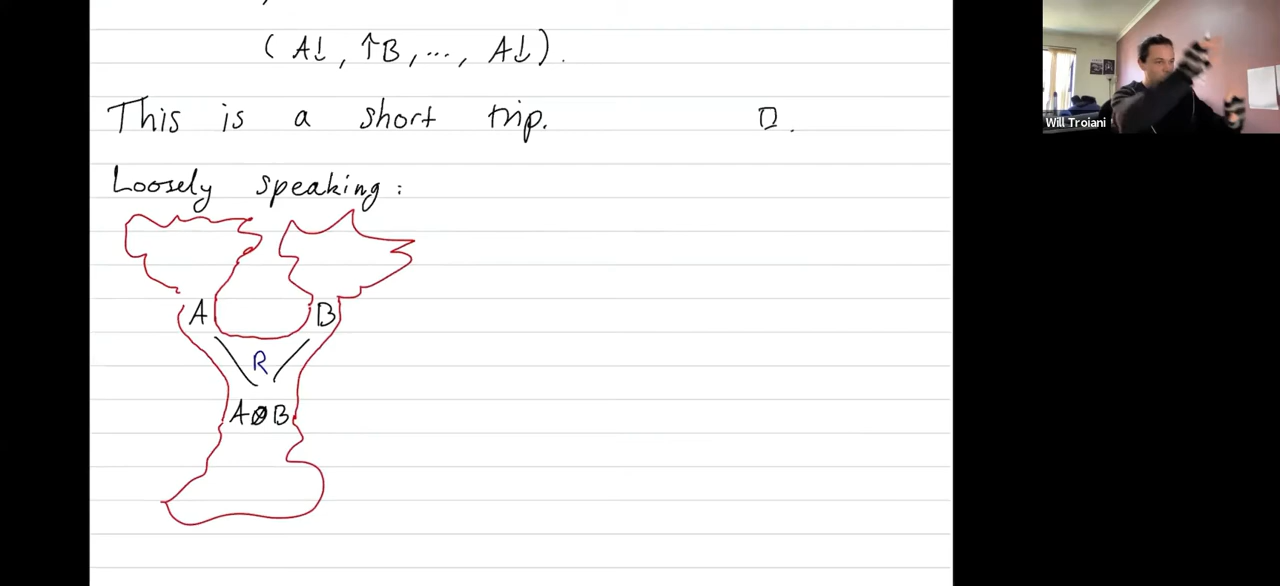 ( A↓ , ↑B , ... , A↓ ) .
This is a short trip. □.
Will Troiani
Loosely speaking :
A B
R
A⊗B